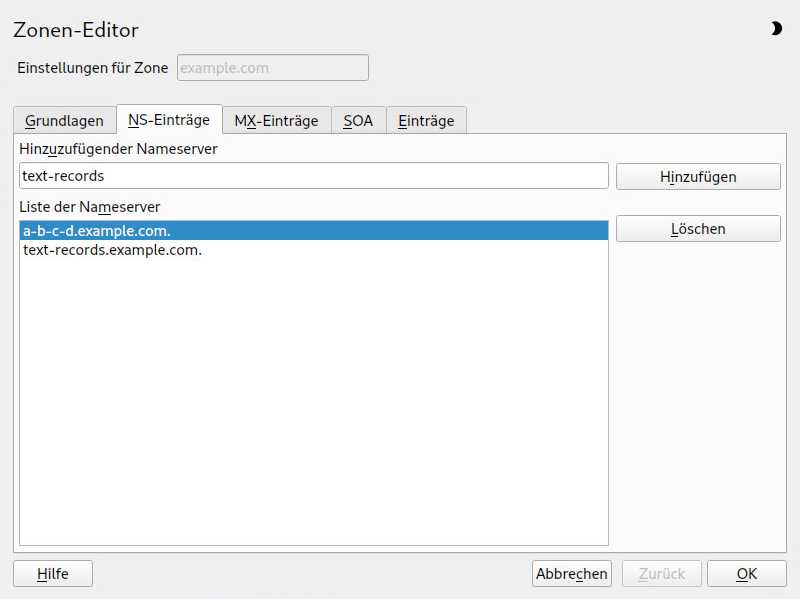 Zonen-Editor
Einstellungen für Zone example.com
Grundlagen NS-Einträge MX-Einträge SOA Einträge
Hinzuzufügender Nameserver
text-records Hinzufügen
Liste der Nameserver
a-b-c-d.example.com. Löschen
text-records.example.com.
Hilfe Abbrechen Zurück OK